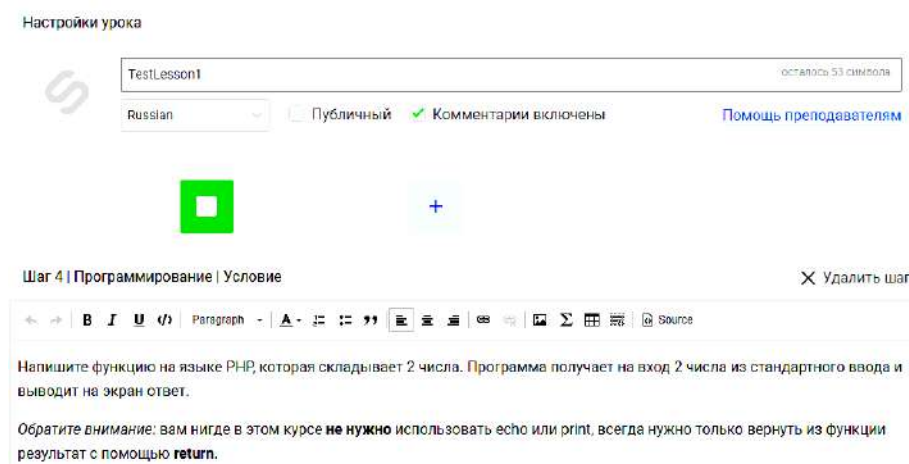 Настройки урока
TestLesson1 осталось 53 символа
Russian Публичный Комментарии включены Помощь преподавателям
+
Шаг 4 | Программирование | Условие Удалить шаг
B I U </> Paragraph A Σ Source
Напишите функцию на языке PHP, которая складывает 2 числа. Программа получает на вход 2 числа из стандартного ввода и
выводит на экран ответ.
Обратите внимание: вам нигде в этом курсе не нужно использовать echo или print, всегда нужно только вернуть из функции
результат с помощью return.